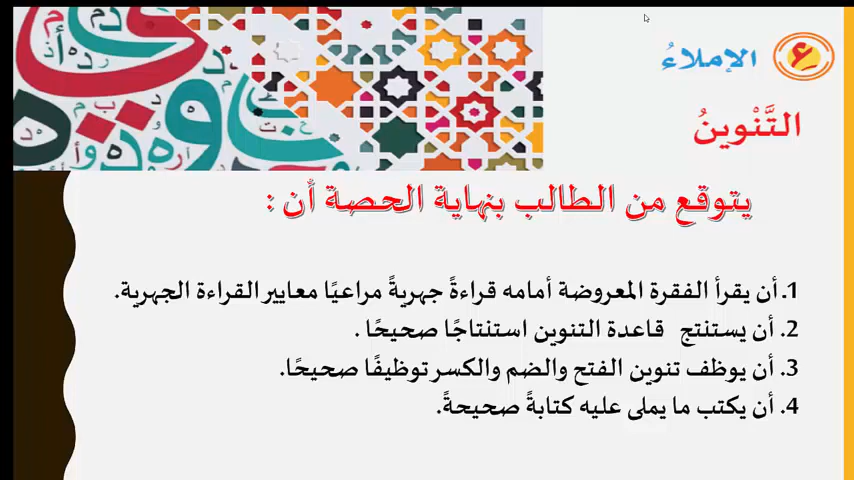 ع
الإملاءُ
التَّنْوينُ
يتوقع من الطالب بنهاية الحصة أن :
1. أن يقرأ الفقرة المعروضة أمامه قراءةً جهريةً مراعيًا معايير القراءة الجهرية.
2. أن يستنتج قاعدة التنوين استنتاجًا صحيحًا .
3. أن يوظف تنوين الفتح والضم والكسر توظيفًا صحيحًا.
4. أن يكتب ما يملى عليه كتابةً صحيحةً.